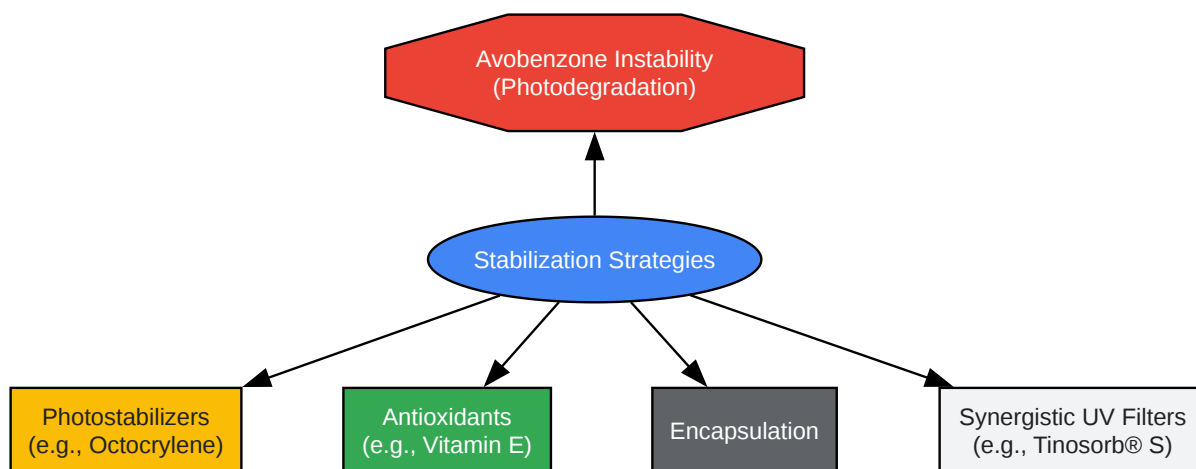 Avobenzone Instability
(Photodegradation)
Stabilization Strategies
Photostabilizers
(e.g., Octocrylene)
Antioxidants
(e.g., Vitamin E)
Encapsulation
Synergistic UV Filters
(e.g., Tinosorb® S)